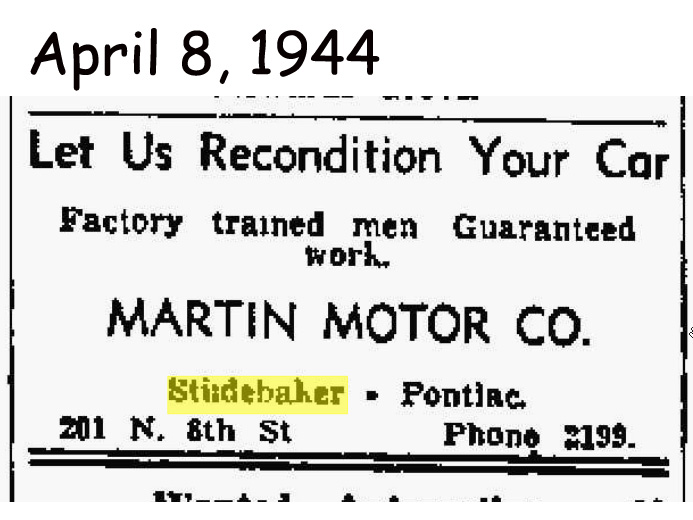 April 8, 1944
Let Us Recondition Your Car
Factory trained men Guaranteed
work.
MARTIN MOTOR CO.
Studebaker - Pontiac
201 N. 8th St Phone 2199.
Wanted